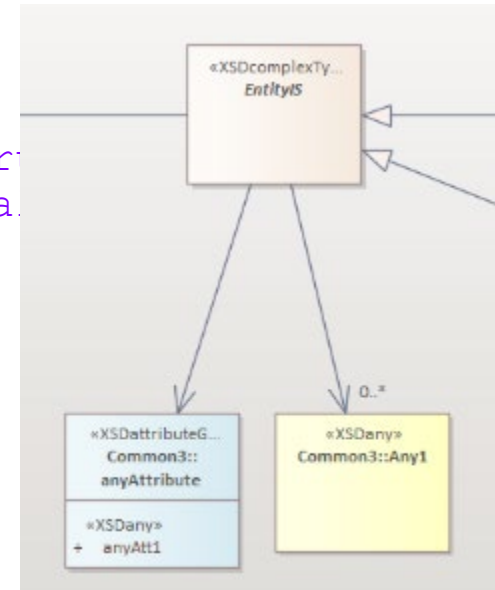 «XSDcomplexTy...
EntityIS
0..*
«XSDattributeG...
Common3::
anyAttribute
«XSDany»
+ anyAtt1
«XSDany»
Common3::Any1